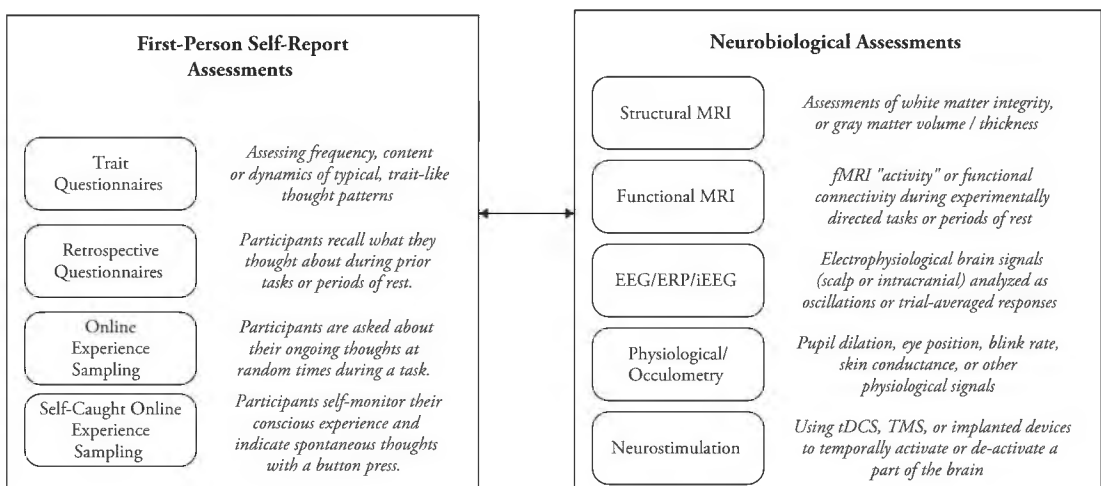 First-Person Self-Report
Assessments
Trait
Questionnaires
Assessing frequency, content
or dynamics of typical, trait-like
thought patterns
Retrospective
Questionnaires
Participants recall what they
thought about during prior
tasks or periods of rest.
Online
Experience
Sampling
Participants are asked about
their ongoing thoughts at
random times during a task.
Self-Caught Online
Experience
Sampling
Participants self-monitor their
conscious experience and
indicate spontaneous thoughts
with a button press.
Neurobiological Assessments
Structural MRI
Assessments of white matter integrity,
or gray matter volume / thickness
Functional MRI
fMRI "activity" or functional
connectivity during experimentally
directed tasks or periods of rest
EEG/ERP/iEEG
Electrophysiological brain signals
(scalp or intracranial) analyzed as
oscillations or trial-averaged responses
Physiological/
Occulometry
Pupil dilation, eye position, blink rate,
skin conductance, or other
physiological signals
Neurostimulation
Using tDCS, TMS, or implanted devices
to temporally activate or de-activate a
part of the brain